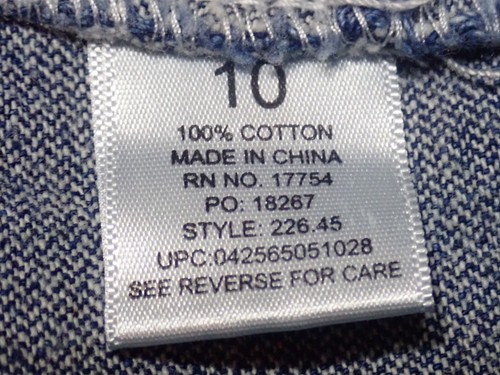 10
100% COTTON
MADE IN CHINA
RN NO. 17754
PO: 18267
STYLE: 226.45
UPC:042565051028
SEE REVERSE FOR CARE